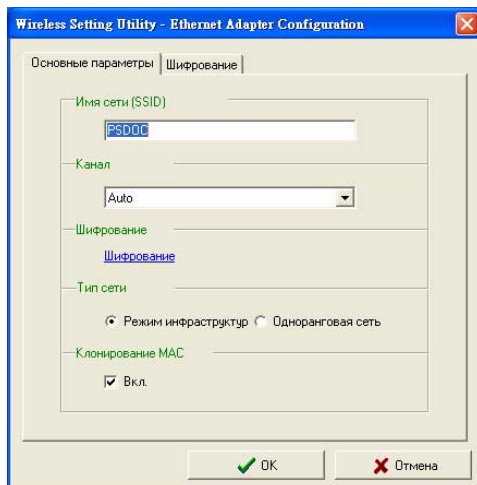 Wireless Setting Utility - Ethernet Adapter Configuration
Основные параметры Шифрование
Имя сети (SSID)
PSDOC
Канал
Auto
Шифрование
Шифрование
Тип сети
Режим инфраструктур Одноранговая сеть
Клонирование MAC
Вкл.
OK Отмена